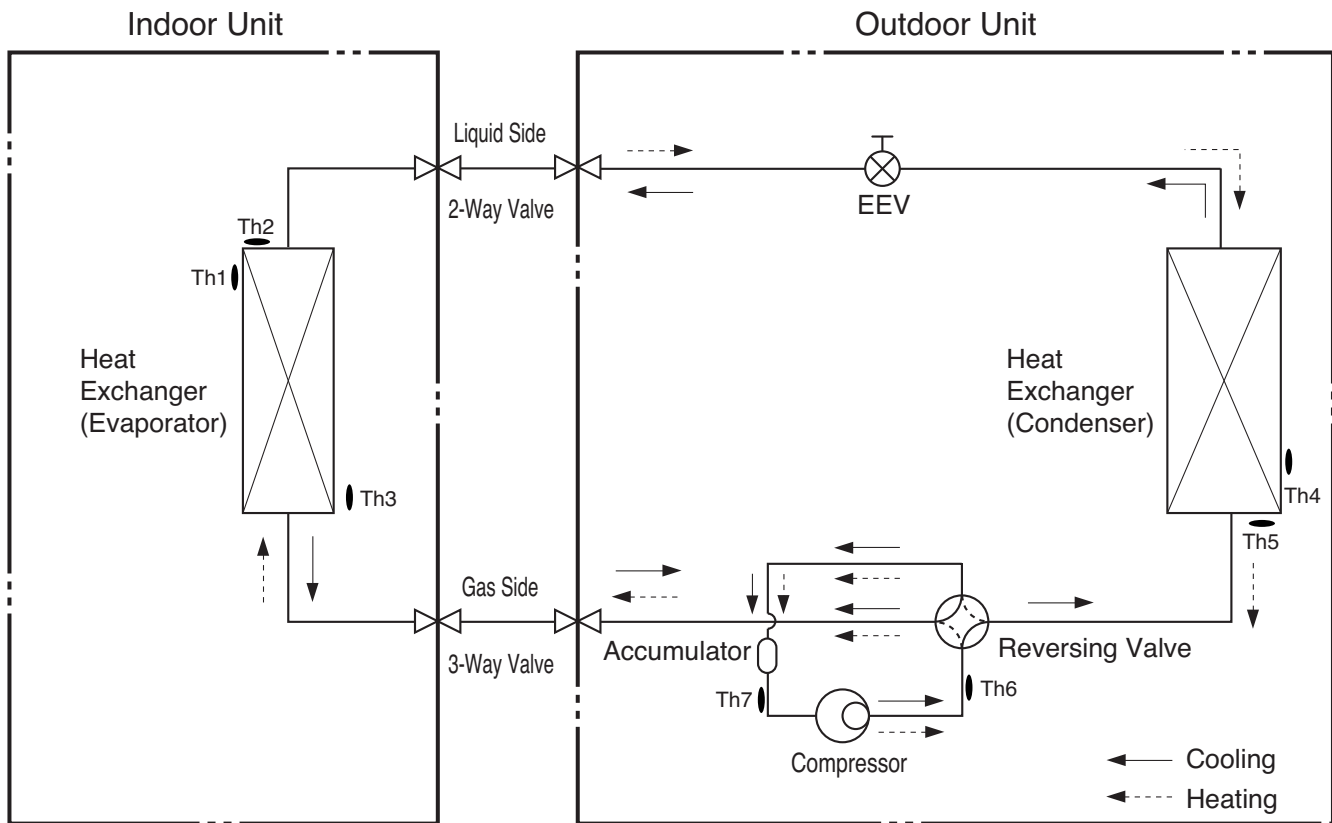 Indoor Unit
Outdoor Unit
Liquid Side
2-Way Valve
EEV
Th2
Th1
Heat
Exchanger
(Evaporator)
Th3
Heat
Exchanger
(Condenser)
Th4
Th5
Gas Side
3-Way Valve
Accumulator
Reversing Valve
Th7
Th6
Compressor
Cooling
Heating